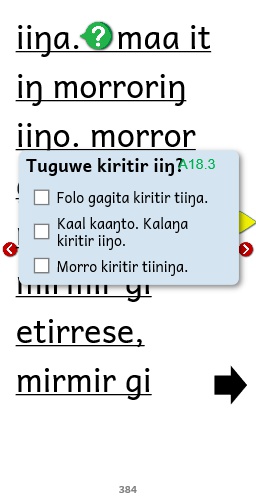 iiŋa. ? maa it
iŋ morroriŋ
iiŋo. morror
Tuguwe kiritir iiŋ? A18.3
Folo gagita kiritir tiiŋa.
Kaal kaaŋto. Kalaŋa
kiritir iiŋo.
Morro kiritir tiiniŋa.
mirmir gi
etirrese,
mirmir gi
384